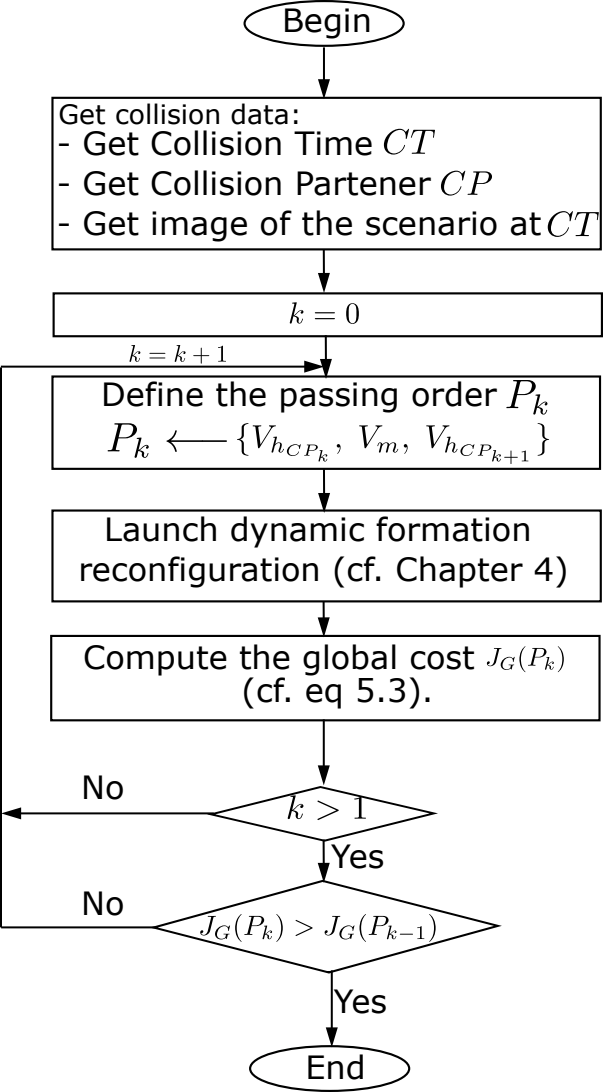 Begin
Get collision data:
- Get Collision Time CT
- Get Collision Partener CP
- Get image of the scenario at CT
k = 0
k = k + 1
Define the passing order P_k
P_k ⟵ {V_{h_{CP_k}}, V_m, V_{h_{CP_{k+1}}}}
Launch dynamic formation
reconfiguration (cf. Chapter 4)
Compute the global cost J_G(P_k)
(cf. eq 5.3).
No
k > 1
Yes
No
J_G(P_k) > J_G(P_{k-1})
Yes
End